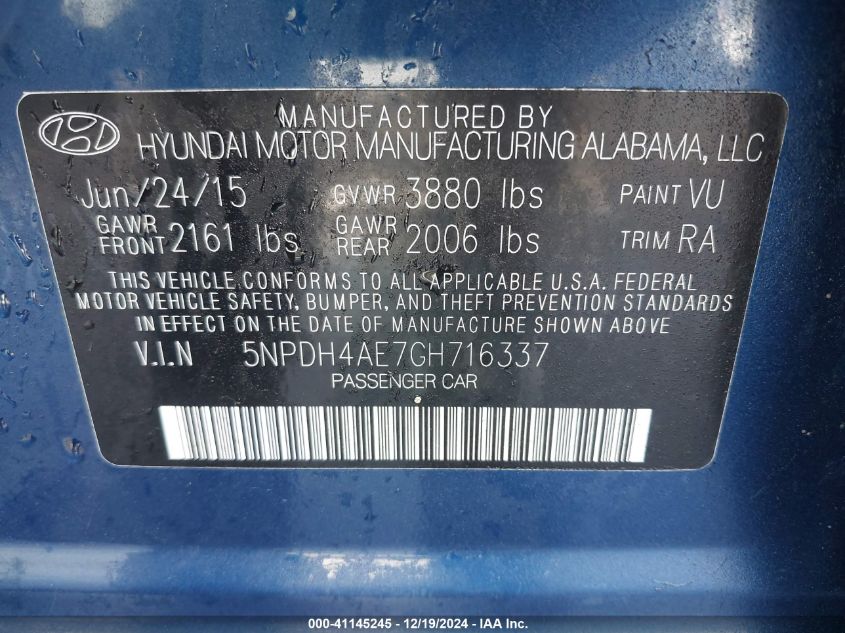 MANUFACTURED BY
HYUNDAI MOTOR MANUFACTURING ALABAMA, LLC
Jun/24/15 GVWR 3880 lbs PAINT VU
GAWR FRONT 2161 lbs GAWR REAR 2006 lbs TRIM RA
THIS VEHICLE CONFORMS TO ALL APPLICABLE U.S.A. FEDERAL
MOTOR VEHICLE SAFETY, BUMPER, AND THEFT PREVENTION STANDARDS
IN EFFECT ON THE DATE OF MANUFACTURE SHOWN ABOVE
V.I.N 5NPDH4AE7GH716337
PASSENGER CAR
000-41145245 - 12/19/2024 - IAA Inc.